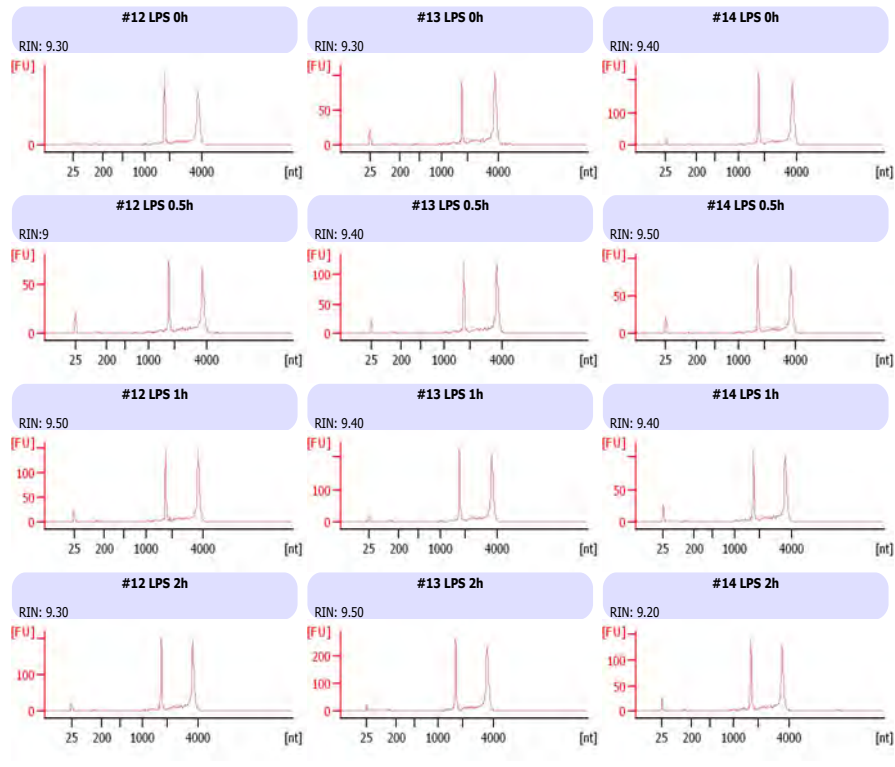 #12 LPS 0h
RIN: 9.30
[FU]
0
25 200 1000 4000 [nt]
#13 LPS 0h
RIN: 9.30
[FU]
50
0
25 200 1000 4000 [nt]
#14 LPS 0h
RIN: 9.40
[FU]
100
0
25 200 1000 4000 [nt]
#12 LPS 0.5h
RIN:9
[FU]
50
0
25 200 1000 4000 [nt]
#13 LPS 0.5h
RIN: 9.40
[FU]
100
50
0
25 200 1000 4000 [nt]
#14 LPS 0.5h
RIN: 9.50
[FU]
50
0
25 200 1000 4000 [nt]
#12 LPS 1h
RIN: 9.50
[FU]
100
50
0
25 200 1000 4000 [nt]
#13 LPS 1h
RIN: 9.40
[FU]
100
0
25 200 1000 4000 [nt]
#14 LPS 1h
RIN: 9.40
[FU]
50
0
25 200 1000 4000 [nt]
#12 LPS 2h
RIN: 9.30
[FU]
100
0
25 200 1000 4000 [nt]
#13 LPS 2h
RIN: 9.50
[FU]
200
100
0
25 200 1000 4000 [nt]
#14 LPS 2h
RIN: 9.20
[FU]
100
50
0
25 200 1000 4000 [nt]